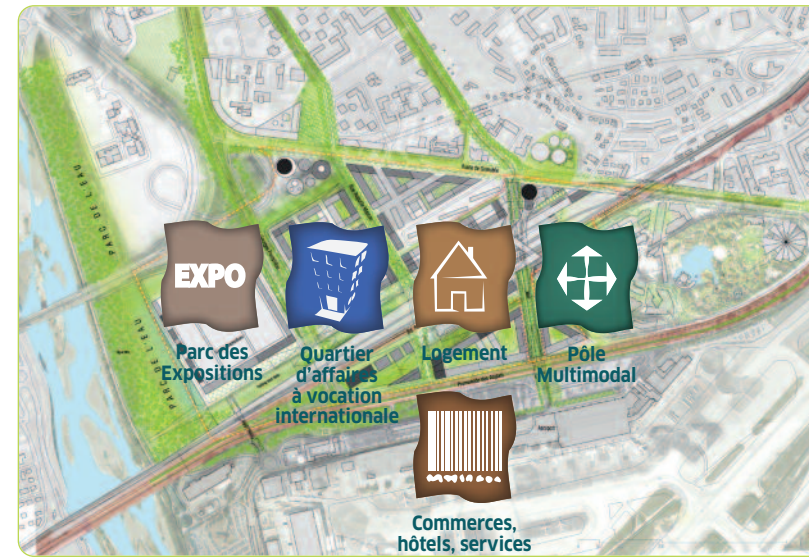 PARC DE L'EAU
EXPO
Parc des
Expositions
Quartier
d'affaires
à vocation
internationale
Logement
Pôle
Multimodal
PARC DE L'EAU
Commerces,
hôtels, services